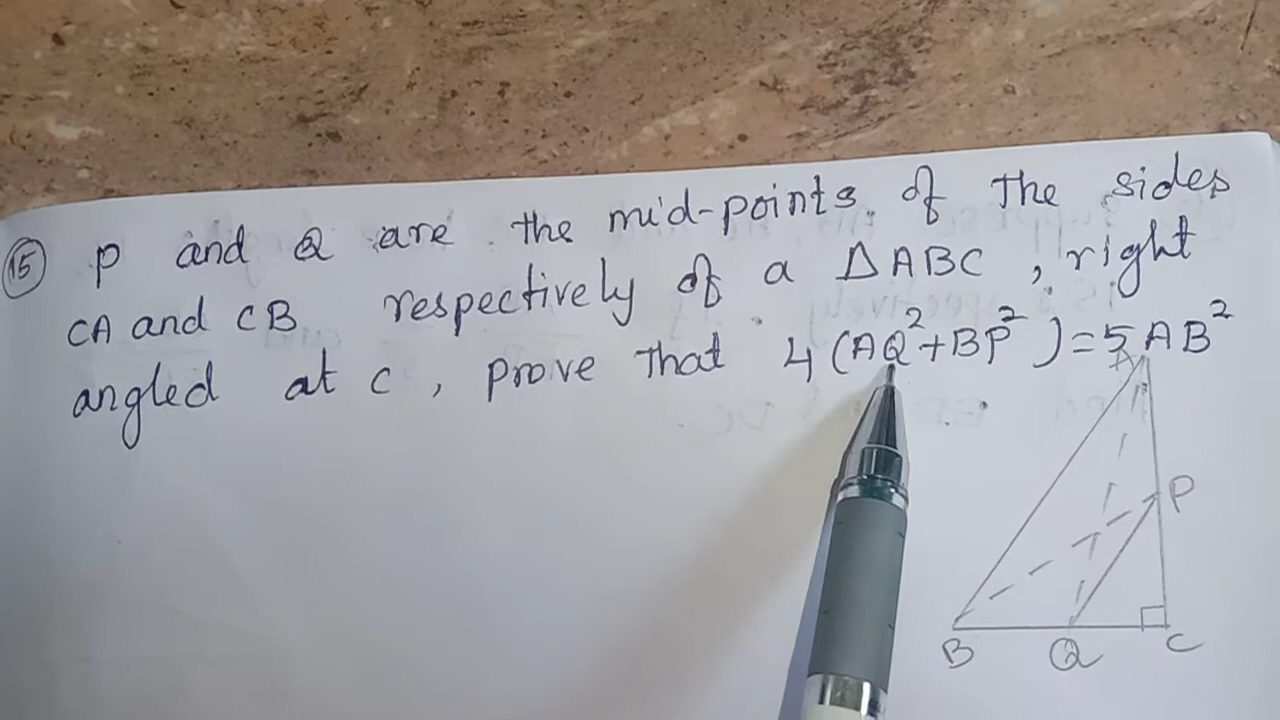 15 P and Q are the mid-points of the sides
CA and CB respectively of a ΔABC, right
angled at C, prove that 4(AQ²+BP²)=5AB²
A
P
B Q C